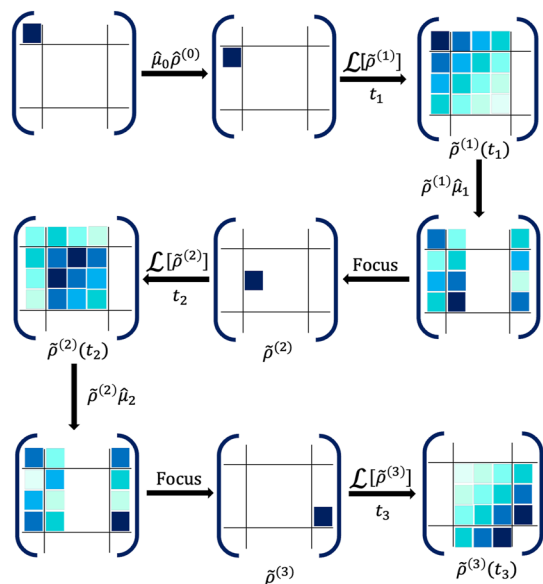 μ̂₀ρ̂⁽⁰⁾
𝓛[ρ̃⁽¹⁾]
t₁
ρ̃⁽¹⁾(t₁)
ρ̃⁽¹⁾μ̂₁
𝓛[ρ̃⁽²⁾]
t₂
Focus
ρ̃⁽²⁾(t₂)
ρ̃⁽²⁾
ρ̃⁽²⁾μ̂₂
Focus
𝓛[ρ̃⁽³⁾]
t₃
ρ̃⁽³⁾
ρ̃⁽³⁾(t₃)